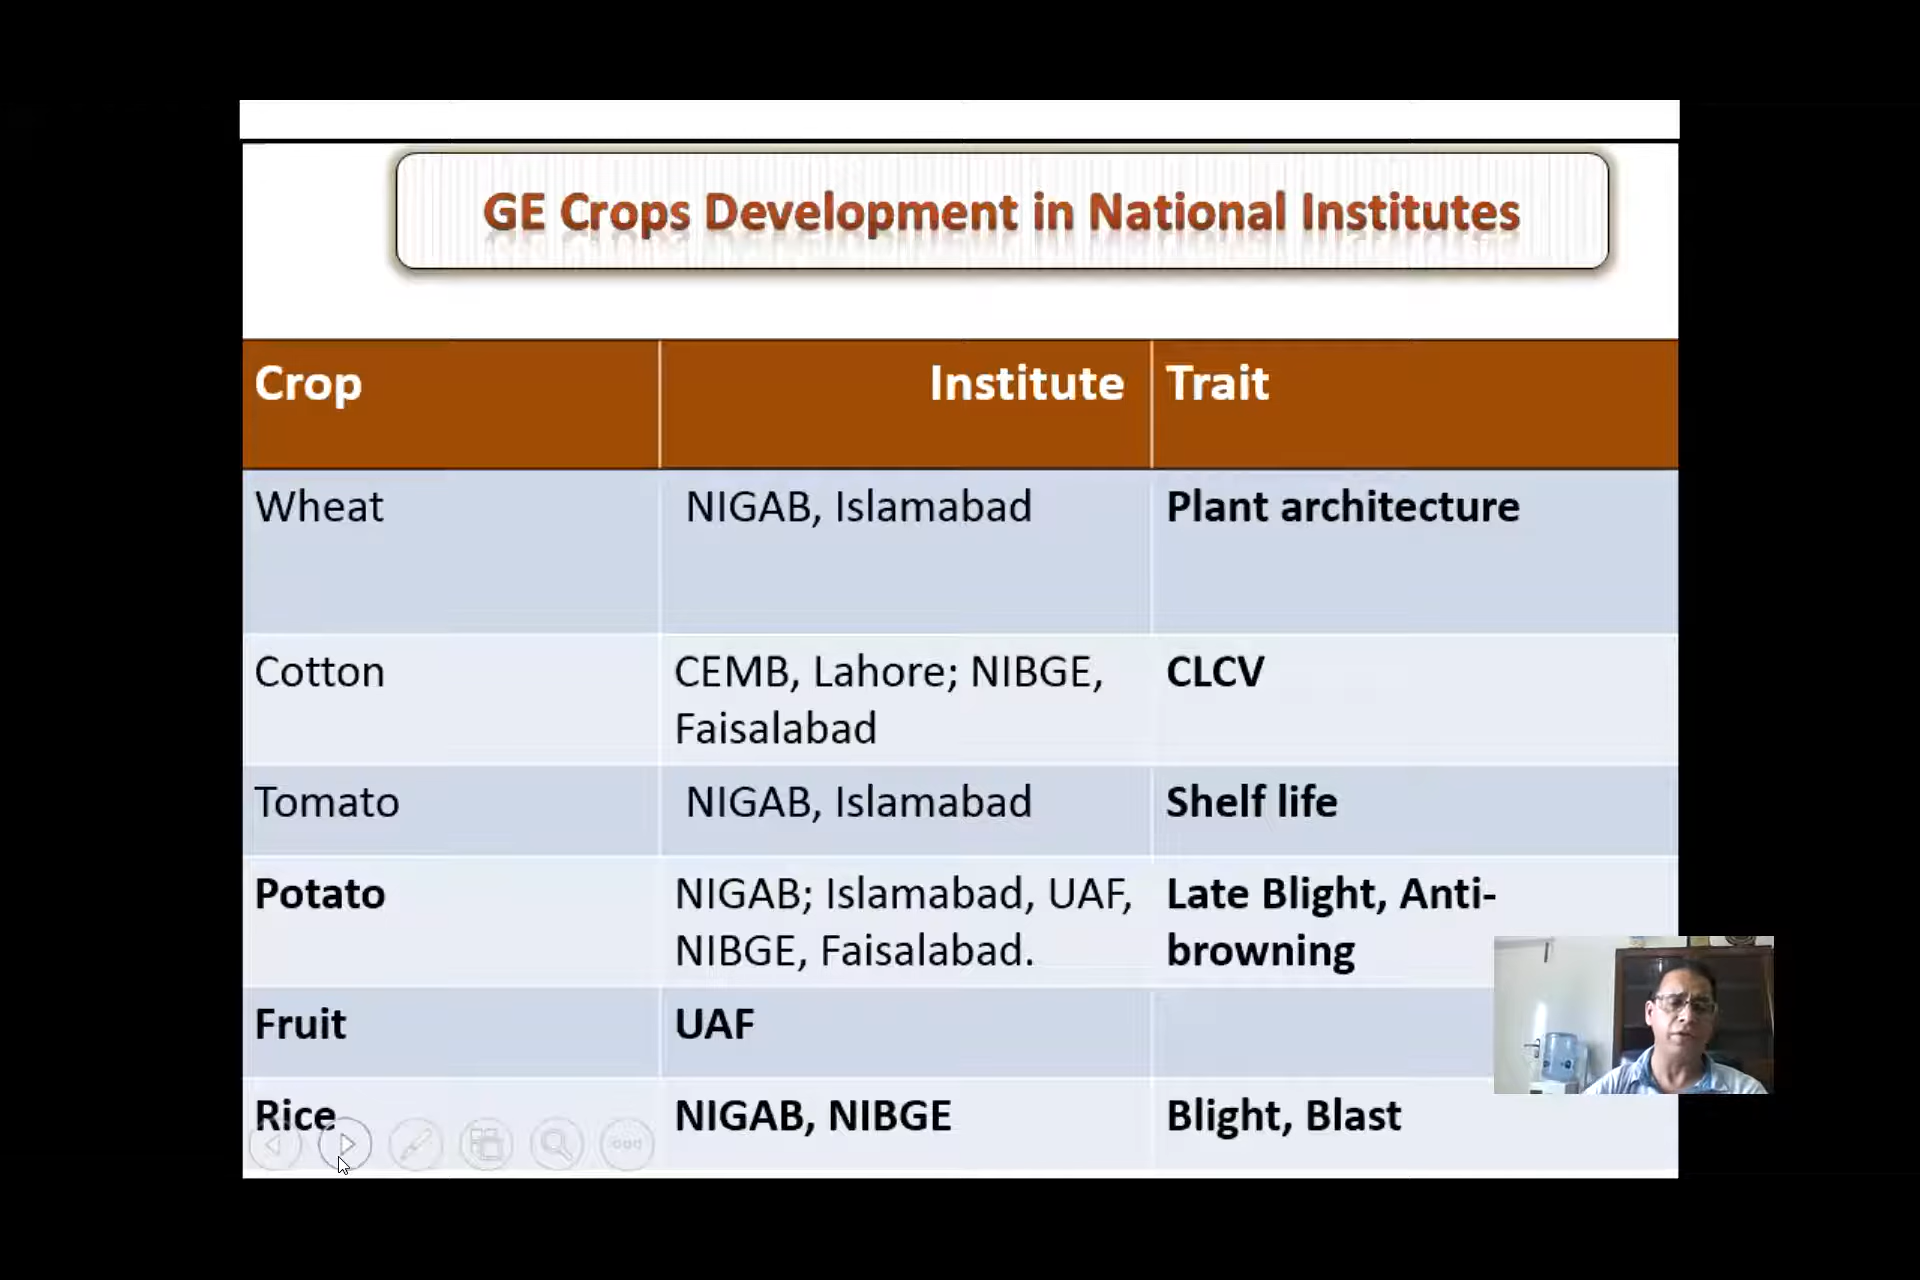 GE Crops Development in National Institutes
Crop Institute Trait
Wheat NIGAB, Islamabad Plant architecture
Cotton CEMB, Lahore; NIBGE, CLCV
Faisalabad
Tomato NIGAB, Islamabad Shelf life
Potato NIGAB; Islamabad, UAF, Late Blight, Anti-
NIBGE, Faisalabad. browning
Fruit UAF
Rice NIGAB, NIBGE Blight, Blast